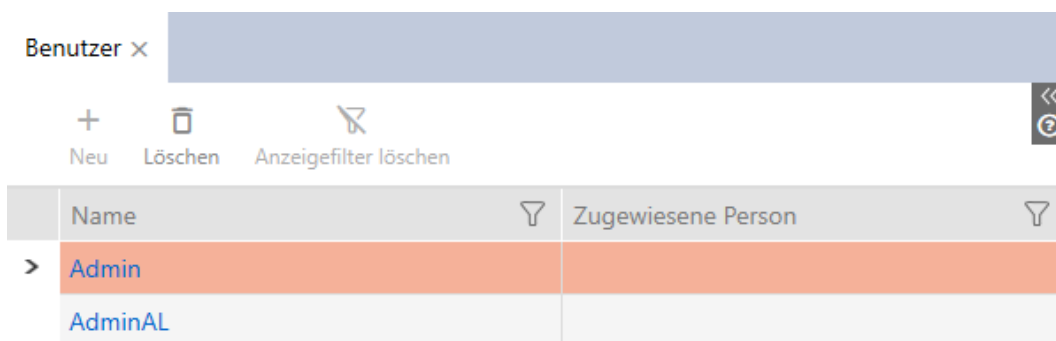 Benutzer
Neu Löschen Anzeigefilter löschen
Name Zugewiesene Person
Admin
AdminAL